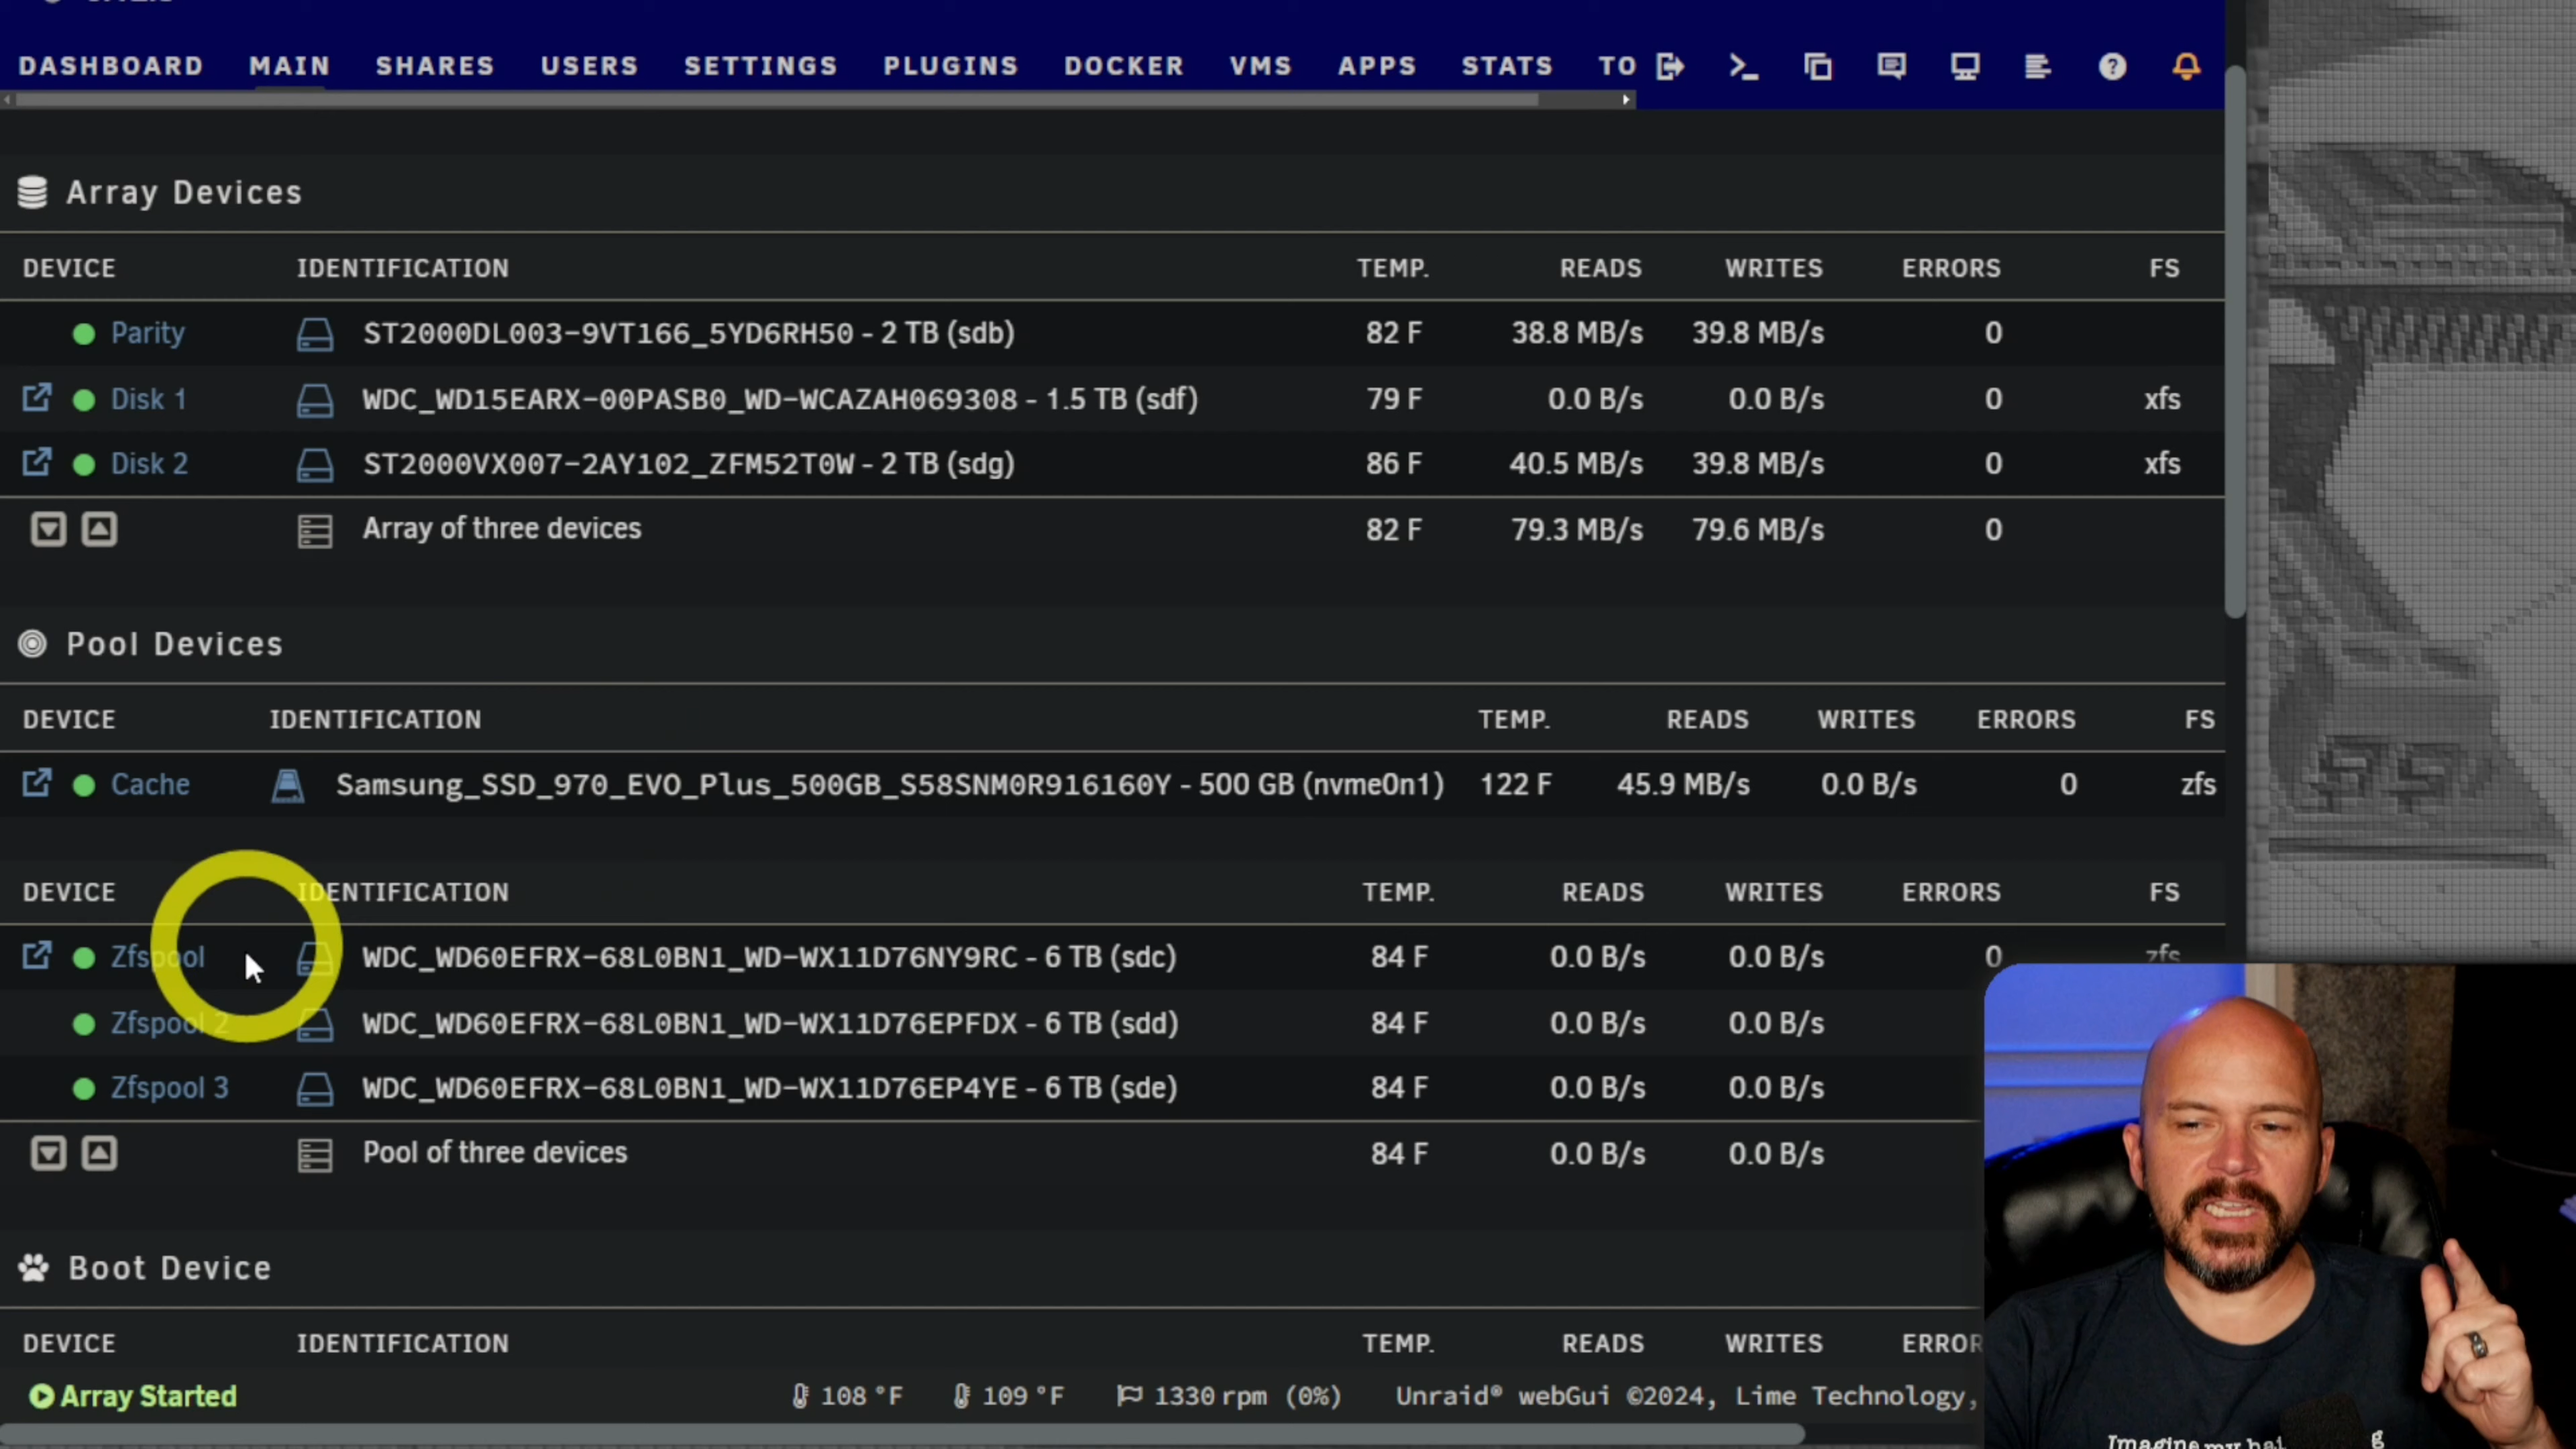 DASHBOARD MAIN SHARES USERS SETTINGS PLUGINS DOCKER VMS APPS STATS TO
Array Devices
DEVICE IDENTIFICATION TEMP. READS WRITES ERRORS FS
Parity ST2000DL003-9VT166_5YD6RH50 - 2 TB (sdb) 82 F 38.8 MB/s 39.8 MB/s 0
Disk 1 WDC_WD15EARX-00PASB0_WD-WCAZAH069308 - 1.5 TB (sdf) 79 F 0.0 B/s 0.0 B/s 0 xfs
Disk 2 ST2000VX007-2AY102_ZFM52T0W - 2 TB (sdg) 86 F 40.5 MB/s 39.8 MB/s 0 xfs
Array of three devices 82 F 79.3 MB/s 79.6 MB/s 0
Pool Devices
DEVICE IDENTIFICATION TEMP. READS WRITES ERRORS FS
Cache Samsung_SSD_970_EVO_Plus_500GB_S58SNM0R916160Y - 500 GB (nvme0n1) 122 F 45.9 MB/s 0.0 B/s 0 zfs
DEVICE IDENTIFICATION TEMP. READS WRITES ERRORS FS
Zfspool WDC_WD60EFRX-68L0BN1_WD-WX11D76NY9RC - 6 TB (sdc) 84 F 0.0 B/s 0.0 B/s 0 zfs
Zfspool 2 WDC_WD60EFRX-68L0BN1_WD-WX11D76EPFDX - 6 TB (sdd) 84 F 0.0 B/s 0.0 B/s
Zfspool 3 WDC_WD60EFRX-68L0BN1_WD-WX11D76EP4YE - 6 TB (sde) 84 F 0.0 B/s 0.0 B/s
Pool of three devices 84 F 0.0 B/s 0.0 B/s
Boot Device
DEVICE IDENTIFICATION TEMP. READS WRITES ERROR
Array Started 108 °F 109 °F 1330 rpm (0%) Unraid® webGui ©2024, Lime Technology,
Imagine my